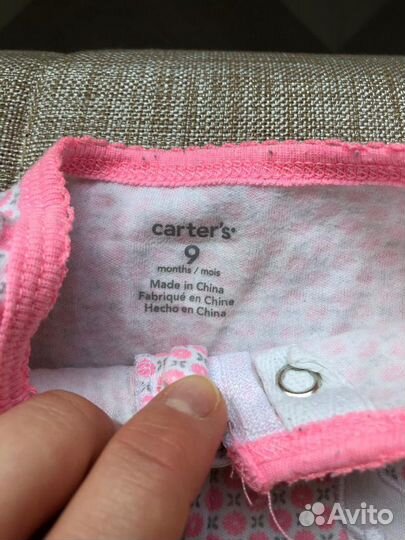 carter's®
9
months / mois
Made in China
Fabriqué en Chine
Hecho en China
Avito